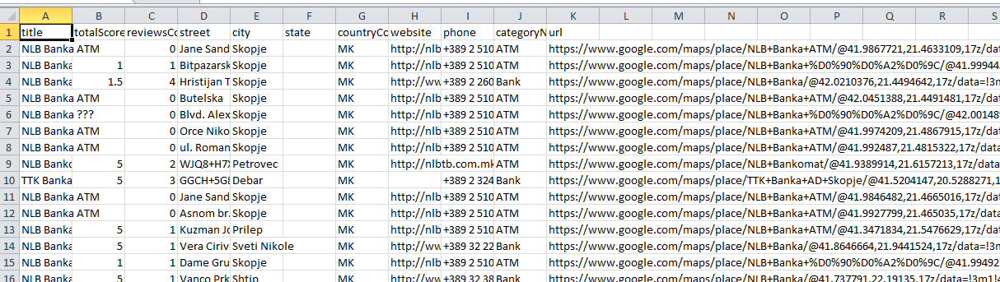 A B C D E F G H I J K L M N O P Q R S
1 title totalScore reviewsCo street city state countryCo website phone categoryN url
2 NLB Banka ATM 0 Jane Sand Skopje MK http://nlb +389 2 510 ATM https://www.google.com/maps/place/NLB+Banka+ATM/@41.9867721,21.4633109,17z/dat
3 NLB Banka 1 1 Bitpazarsk Skopje MK http://nlb +389 2 510 ATM https://www.google.com/maps/place/NLB+Banka+%D0%90%D0%A2%D0%9C/@41.99944
4 NLB Banka 1.5 4 Hristijan T Skopje MK http://ww +389 2 260 Bank https://www.google.com/maps/place/NLB+Banka/@42.0210376,21.4494642,17z/data=!3m
5 NLB Banka ATM 0 Butelska Skopje MK http://nlb +389 2 510 ATM https://www.google.com/maps/place/NLB+Banka+ATM/@42.0451388,21.4491481,17z/dat
6 NLB Banka ??? 0 Blvd. Alex Skopje MK http://nlb +389 2 510 ATM https://www.google.com/maps/place/NLB+Banka+%D0%90%D0%A2%D0%9C/@42.00148
7 NLB Banka ATM 0 Orce Niko Skopje MK http://nlb +389 2 510 ATM https://www.google.com/maps/place/NLB+Banka+ATM/@41.9974209,21.4867915,17z/dat
8 NLB Banka ATM 0 ul. Roman Skopje MK http://nlb +389 2 510 ATM https://www.google.com/maps/place/NLB+Banka+ATM/@41.992487,21.4815322,17z/data
9 NLB Banko 5 2 WJQ8+H7X Petrovec MK http://nlbtb.com.mk ATM https://www.google.com/maps/place/NLB+Bankomat/@41.9389914,21.6157213,17z/data
10 TTK Banka 5 3 GGCH+5G8 Debar MK +389 2 324 Bank https://www.google.com/maps/place/TTK+Banka+AD+Skopje/@41.5204147,20.5288271,1
11 NLB Banka ATM 0 Jane Sand Skopje MK http://nlb +389 2 510 ATM https://www.google.com/maps/place/NLB+Banka+ATM/@41.9846482,21.4665016,17z/dat
12 NLB Banka ATM 0 Asnom br. Skopje MK http://nlb +389 2 510 ATM https://www.google.com/maps/place/NLB+Banka+ATM/@41.9927799,21.465035,17z/data
13 NLB Banka 5 1 Kuzman Jo Prilep MK http://nlb +389 2 510 ATM https://www.google.com/maps/place/NLB+Banka+ATM/@41.3471834,21.5476629,17z/dat
14 NLB Banka 5 1 Vera Ciriv Sveti Nikole MK http://ww +389 32 22 Bank https://www.google.com/maps/place/NLB+Banka/@41.8646664,21.9441524,17z/data=!3m
15 NLB Banka 1 1 Dame Gru Skopje MK http://nlb +389 2 510 ATM https://www.google.com/maps/place/NLB+Banka+%D0%90%D0%A2%D0%9C/@41.99492
16 NLB Banka 5 1 Vanco Prk Shtip MK http://nlb +389 32 38 Bank https://www.google.com/maps/place/NLB+Banka/@41.737791,22.19135,17z/data=!3m1!4